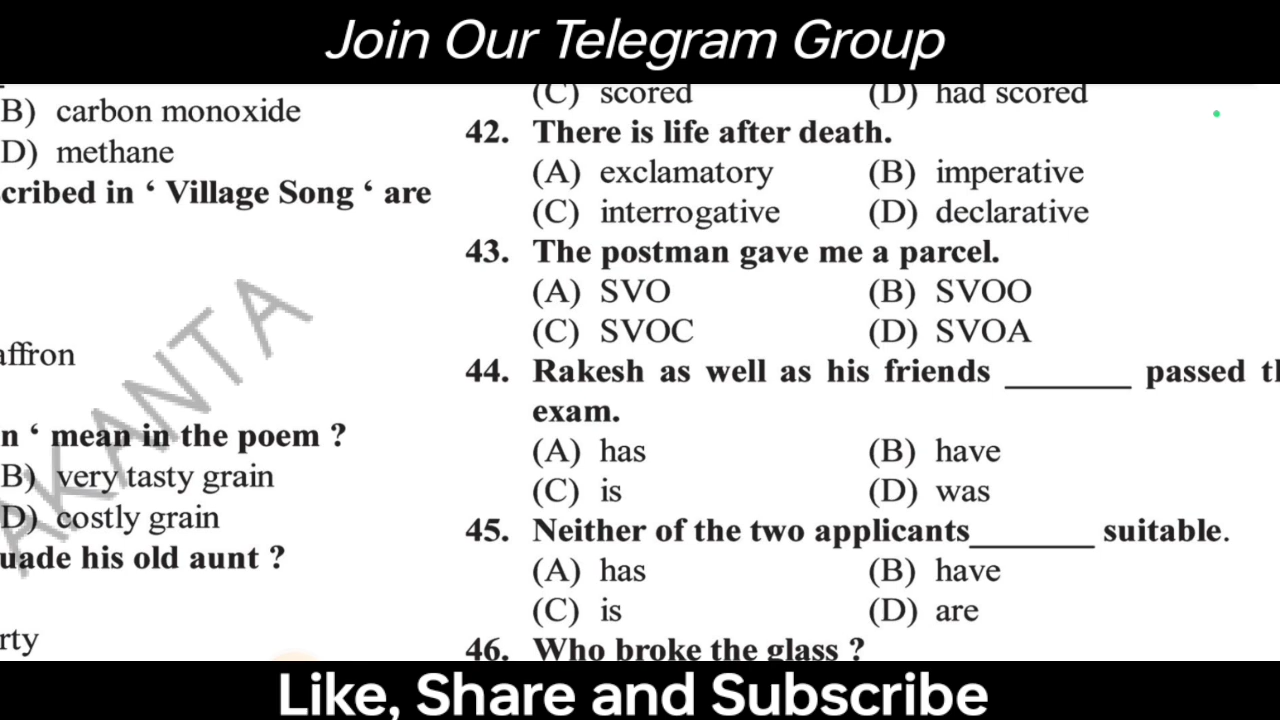 Join Our Telegram Group
B) carbon monoxide
D) methane
cribed in ‘ Village Song ‘ are
affron
n ‘ mean in the poem ?
B) very tasty grain
D) costly grain
uade his old aunt ?
rty
AKANTA
(C) scored (D) had scored
42. There is life after death.
(A) exclamatory (B) imperative
(C) interrogative (D) declarative
43. The postman gave me a parcel.
(A) SVO (B) SVOO
(C) SVOC (D) SVOA
44. Rakesh as well as his friends ________ passed th
exam.
(A) has (B) have
(C) is (D) was
45. Neither of the two applicants________ suitable.
(A) has (B) have
(C) is (D) are
46. Who broke the glass ?
Like, Share and Subscribe